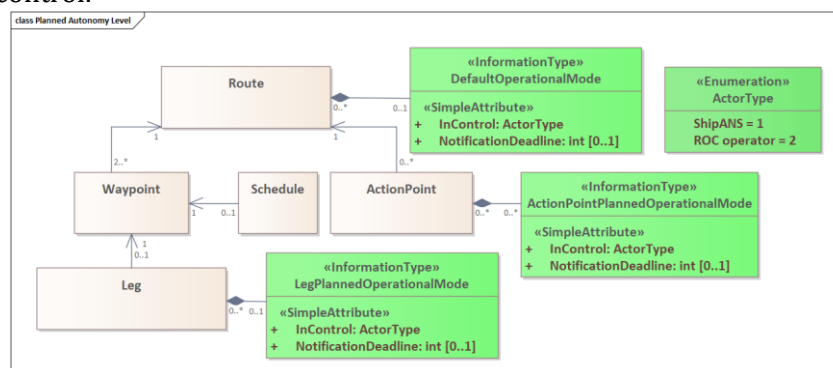 control.
class Planned Autonomy Level
Route
0..*
0..1
«InformationType»
DefaultOperationalMode
«SimpleAttribute»
+ InControl: ActorType
+ NotificationDeadline: int [0..1]
«Enumeration»
ActorType
ShipANS = 1
ROC operator = 2
1
1
2..*
0..*
Waypoint
1
0..1
Schedule
ActionPoint
0..*
0..*
«InformationType»
ActionPointPlannedOperationalMode
«SimpleAttribute»
+ InControl: ActorType
+ NotificationDeadline: int [0..1]
1
0..1
Leg
0..*
0..1
«InformationType»
LegPlannedOperationalMode
«SimpleAttribute»
+ InControl: ActorType
+ NotificationDeadline: int [0..1]